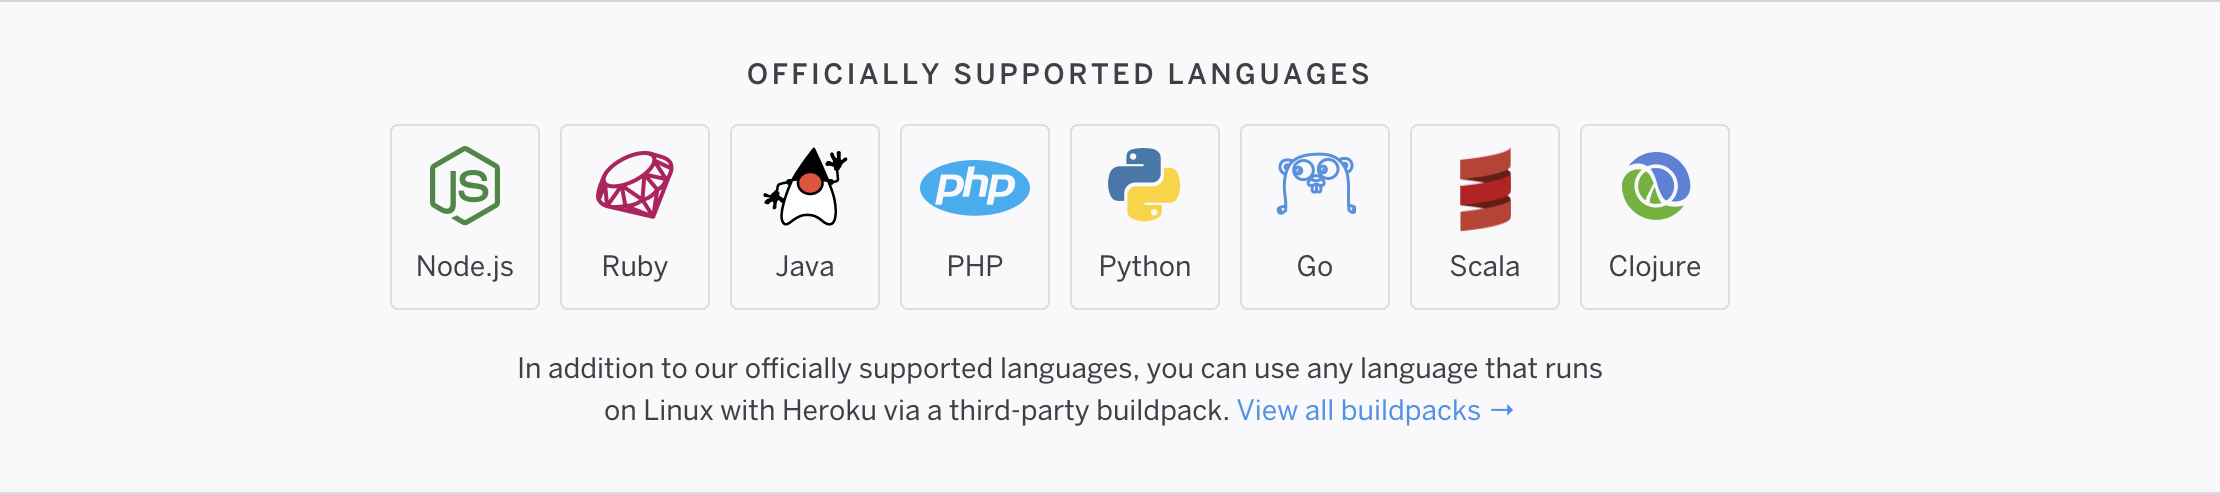 OFFICIALLY SUPPORTED LANGUAGES
JS
php
Node.js
Ruby
Java
PHP
Python
Go
Scala
Clojure
In addition to our officially supported languages, you can use any language that runs
on Linux with Heroku via a third-party buildpack. View all buildpacks →